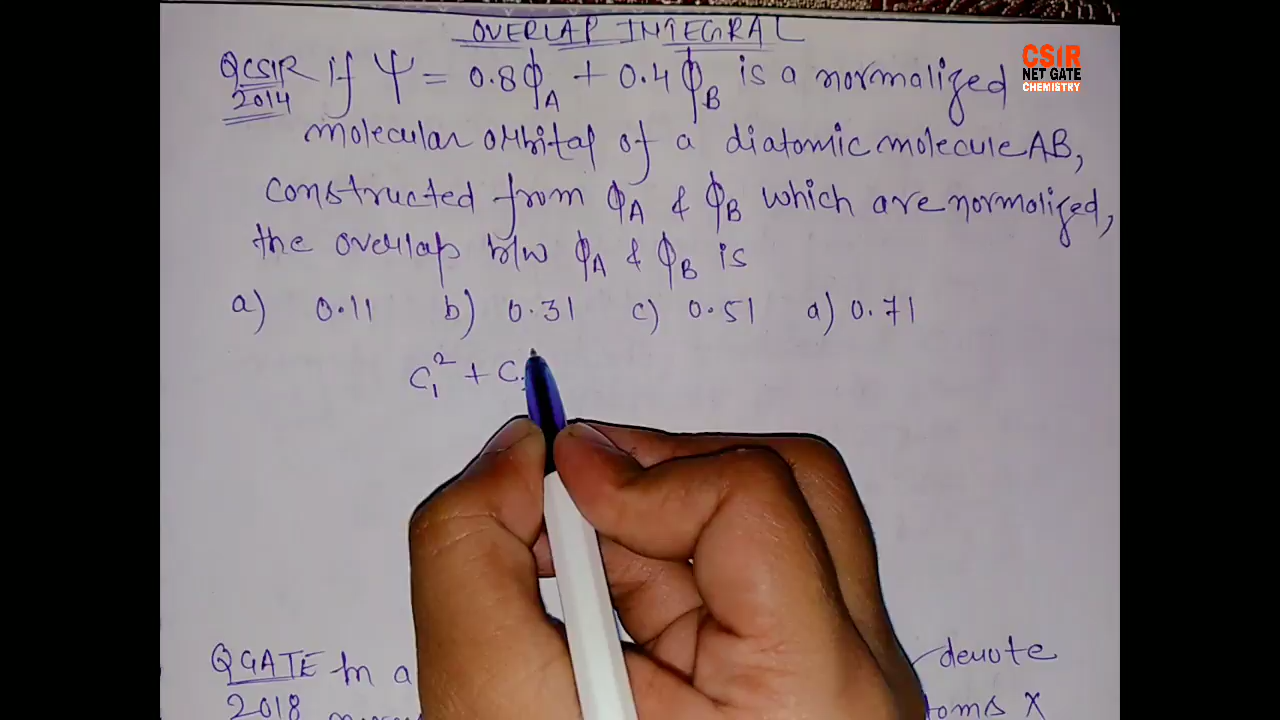 OVERLAP INTEGRAL
QCSIR 2014 if Ψ = 0.8ϕA + 0.4ϕB is a normalized
CSIR
NET GATE
CHEMISTRY
molecular orbital of a diatomic molecule AB,
constructed from ϕA & ϕB which are normalized,
the overlap b/w ϕA & ϕB is
a) 0.11 b) 0.31 c) 0.51 d) 0.71
C₁² + C
Q GATE In a denote
2018 toms X